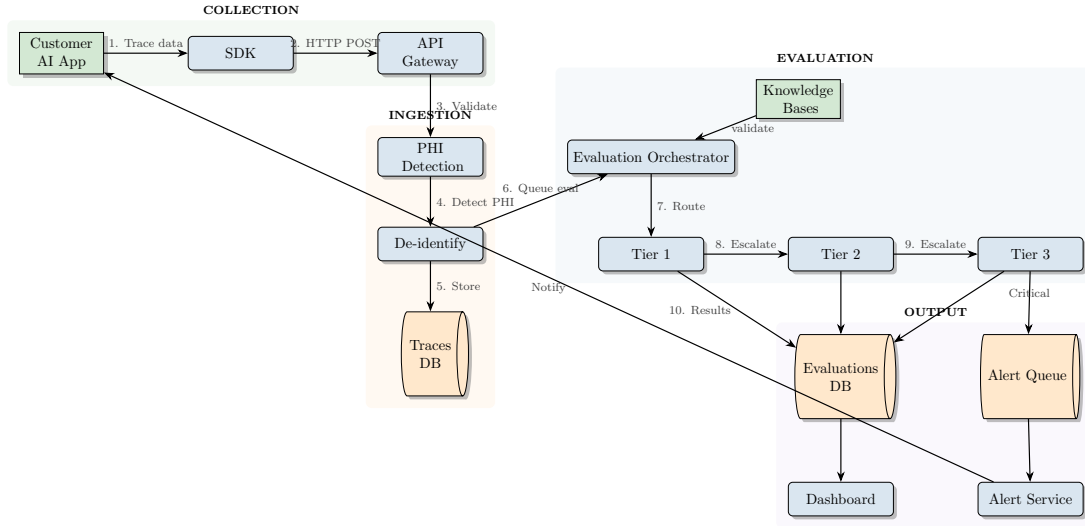 COLLECTION
Customer
AI App
1. Trace data
SDK
2. HTTP POST
API
Gateway
3. Validate
INGESTION
PHI
Detection
4. Detect PHI
De-identify
5. Store
Traces
DB
6. Queue eval
EVALUATION
Knowledge
Bases
validate
Evaluation Orchestrator
7. Route
Tier 1
8. Escalate
Tier 2
9. Escalate
Tier 3
Notify
10. Results
Critical
OUTPUT
Evaluations
DB
Alert Queue
Dashboard
Alert Service